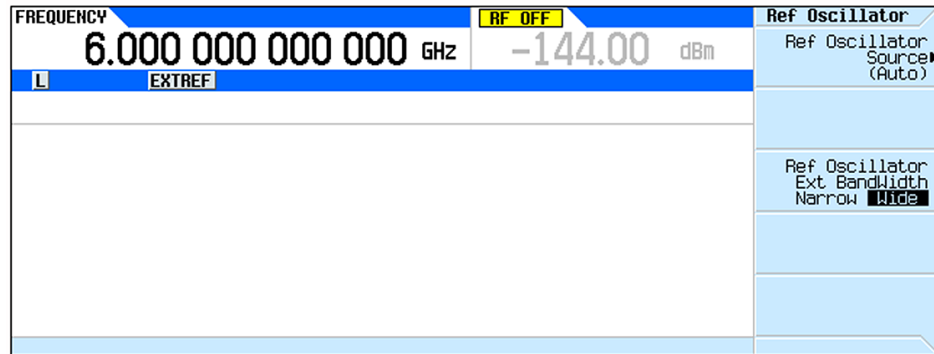 FREQUENCY
RF OFF
Ref Oscillator
6.000 000 000 000 GHz
-144.00 dBm
L
EXTREF
Ref Oscillator
Source
(Auto)
Ref Oscillator
Ext BandWidth
Narrow Wide